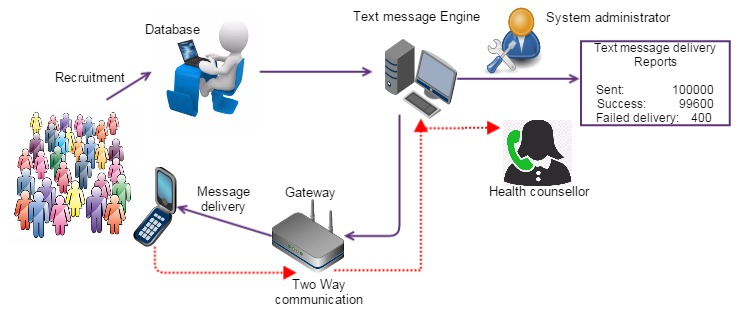 Text message Engine
System administrator
Database
Recruitment
Text message delivery
Reports
Sent: 100000
Success: 99600
Failed delivery: 400
Health counsellor
Message
delivery
Gateway
Two Way
communication